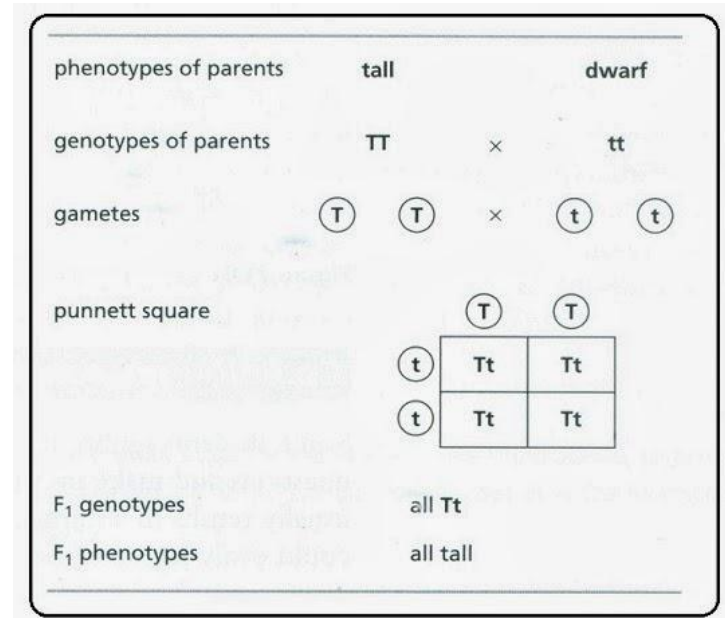 phenotypes of parents tall dwarf
genotypes of parents TT × tt
gametes T T × t t
punnett square T T
t Tt Tt
t Tt Tt
F₁ genotypes all Tt
F₁ phenotypes all tall